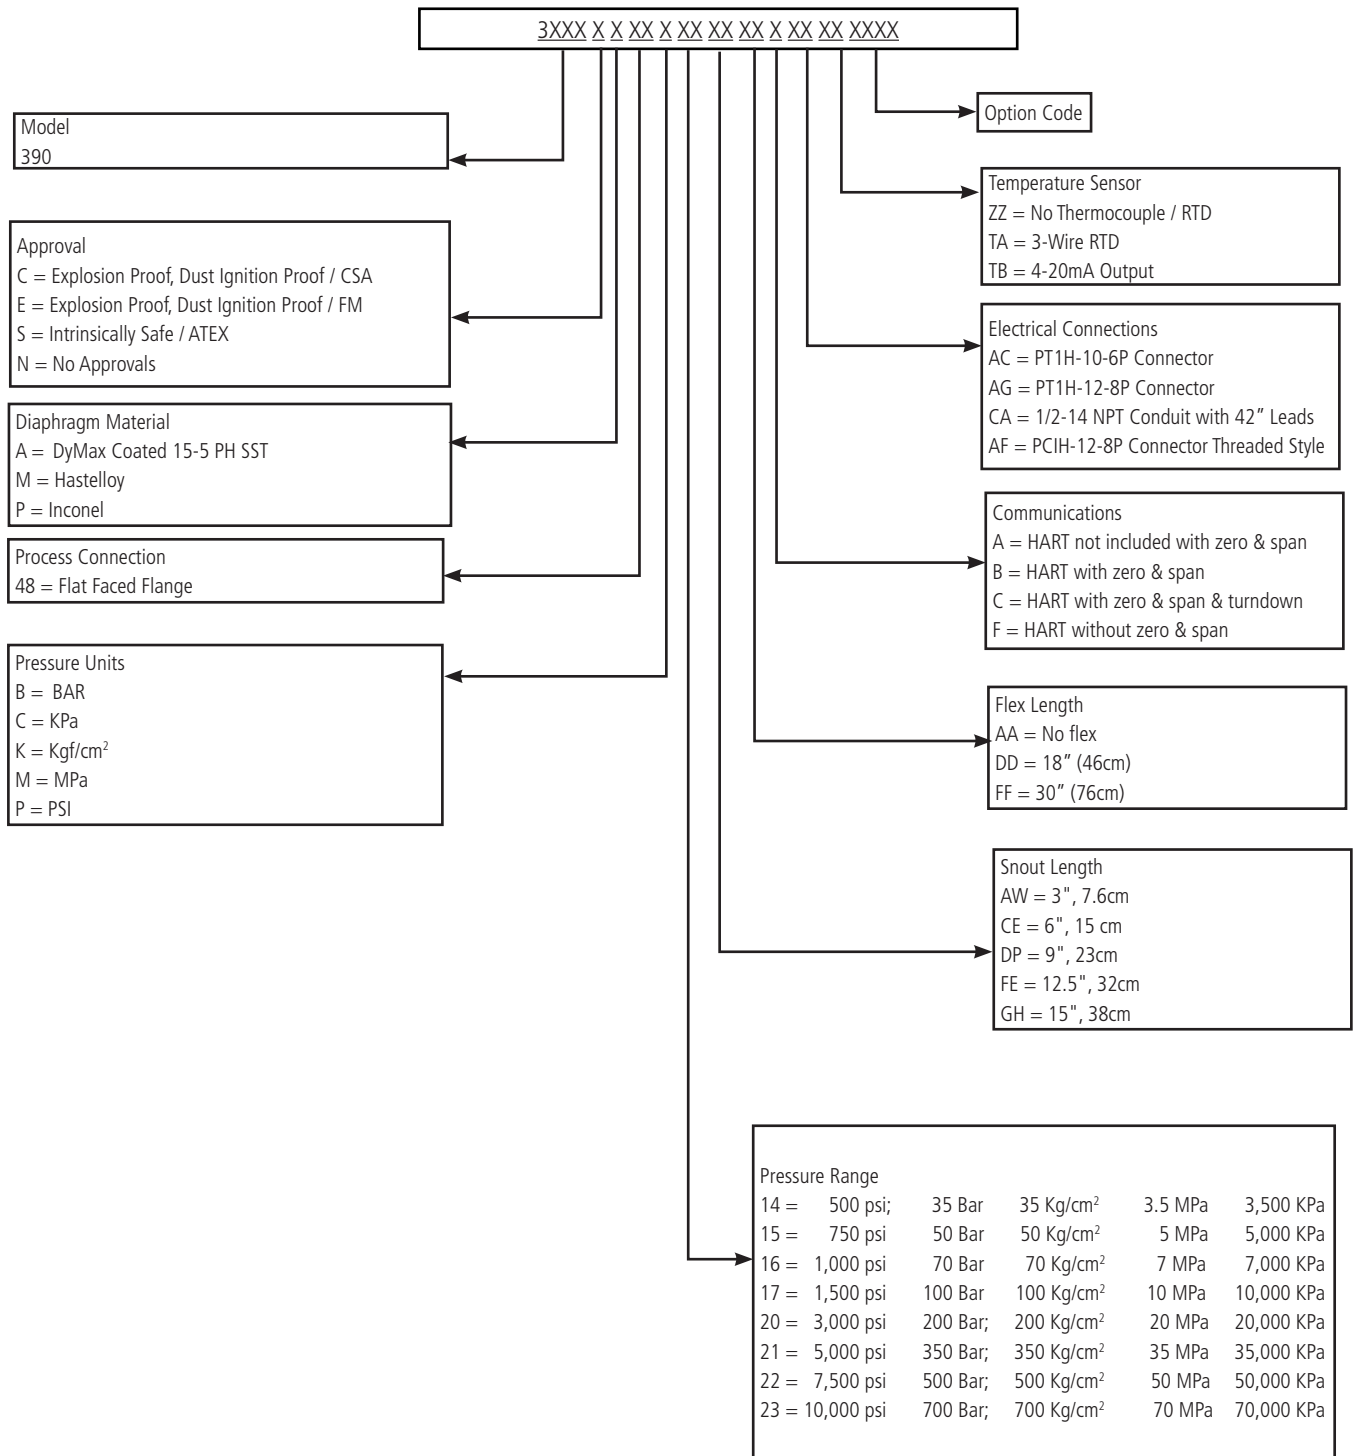 3XXX X X XX X XX XX XX X XX XX XXXX
Model
390
Approval
C = Explosion Proof, Dust Ignition Proof / CSA
E = Explosion Proof, Dust Ignition Proof / FM
S = Intrinsically Safe / ATEX
N = No Approvals
Diaphragm Material
A = DyMax Coated 15-5 PH SST
M = Hastelloy
P = Inconel
Process Connection
48 = Flat Faced Flange
Pressure Units
B = BAR
C = KPa
K = Kgf/cm²
M = MPa
P = PSI
Option Code
Temperature Sensor
ZZ = No Thermocouple / RTD
TA = 3-Wire RTD
TB = 4-20mA Output
Electrical Connections
AC = PT1H-10-6P Connector
AG = PT1H-12-8P Connector
CA = 1/2-14 NPT Conduit with 42” Leads
AF = PCIH-12-8P Connector Threaded Style
Communications
A = HART not included with zero & span
B = HART with zero & span
C = HART with zero & span & turndown
F = HART without zero & span
Flex Length
AA = No flex
DD = 18” (46cm)
FF = 30” (76cm)
Snout Length
AW = 3", 7.6cm
CE = 6", 15 cm
DP = 9", 23cm
FE = 12.5", 32cm
GH = 15", 38cm
Pressure Range
14 = 500 psi; 35 Bar 35 Kg/cm² 3.5 MPa 3,500 KPa
15 = 750 psi 50 Bar 50 Kg/cm² 5 MPa 5,000 KPa
16 = 1,000 psi 70 Bar 70 Kg/cm² 7 MPa 7,000 KPa
17 = 1,500 psi 100 Bar 100 Kg/cm² 10 MPa 10,000 KPa
20 = 3,000 psi 200 Bar; 200 Kg/cm² 20 MPa 20,000 KPa
21 = 5,000 psi 350 Bar; 350 Kg/cm² 35 MPa 35,000 KPa
22 = 7,500 psi 500 Bar; 500 Kg/cm² 50 MPa 50,000 KPa
23 = 10,000 psi 700 Bar; 700 Kg/cm² 70 MPa 70,000 KPa